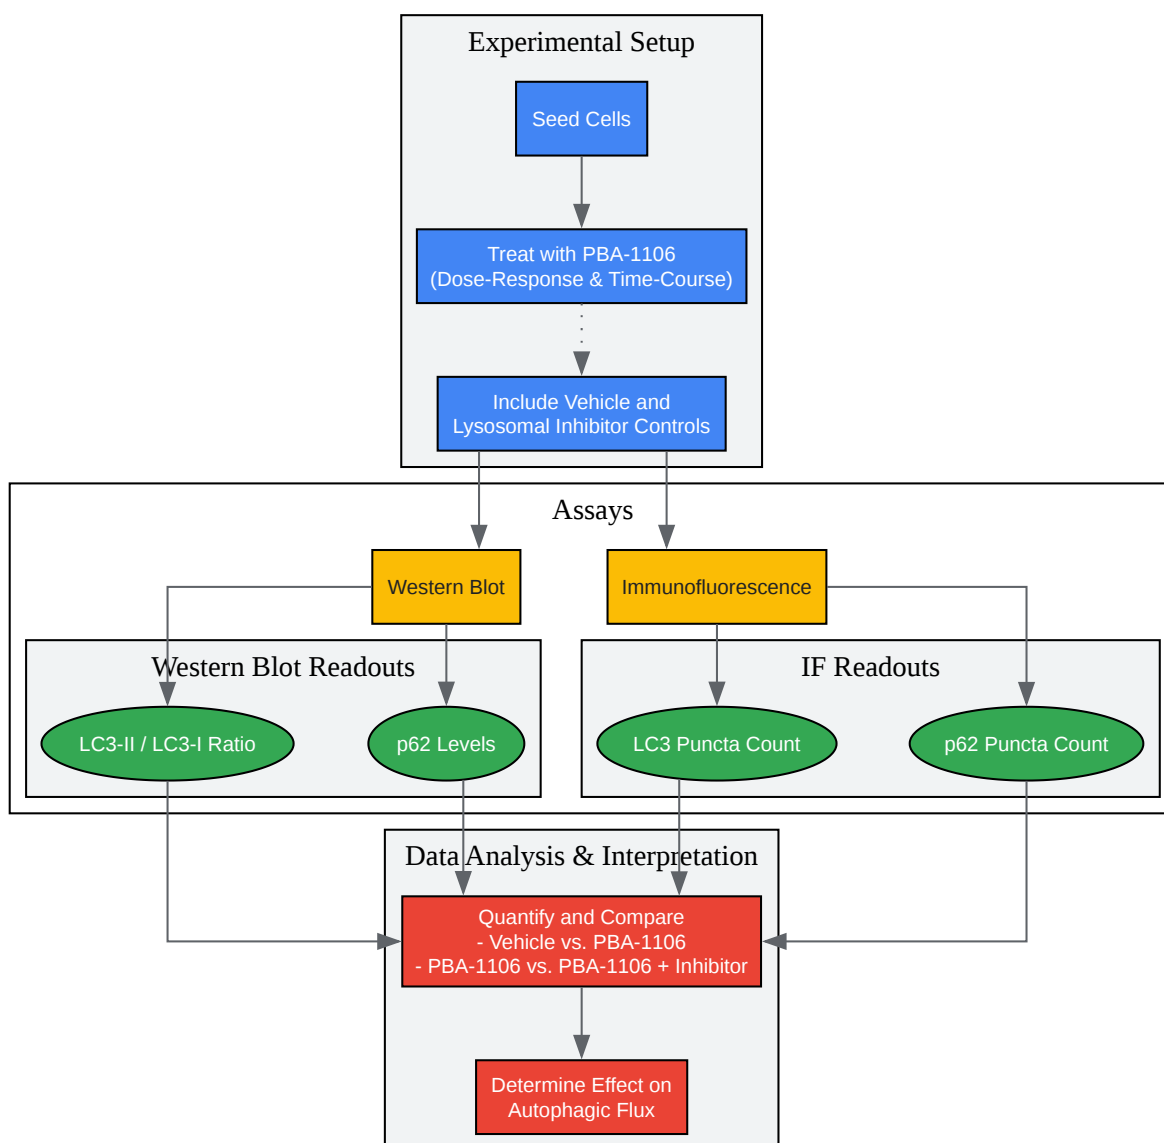 Experimental Setup
Seed Cells
Treat with PBA-1106
(Dose-Response & Time-Course)
Include Vehicle and
Lysosomal Inhibitor Controls
Assays
Western Blot
Immunofluorescence
Western Blot Readouts
IF Readouts
LC3-II / LC3-I Ratio
p62 Levels
LC3 Puncta Count
p62 Puncta Count
Data Analysis & Interpretation
Quantify and Compare
- Vehicle vs. PBA-1106
- PBA-1106 vs. PBA-1106 + Inhibitor
Determine Effect on
Autophagic Flux